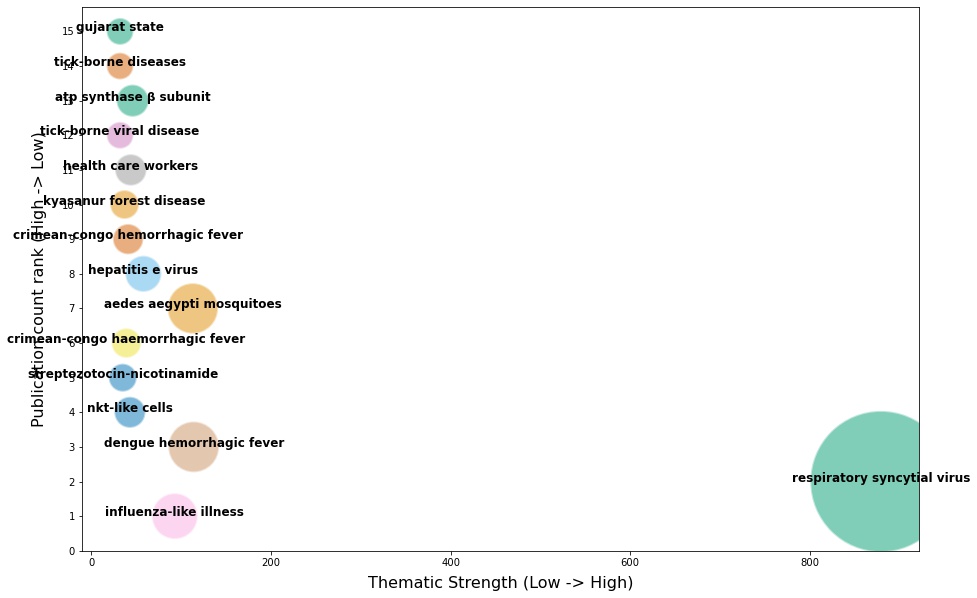 15
gujarat state
14
tick-borne diseases
13
atp synthase β subunit
12
tick-borne viral disease
11
health care workers
10
kyasanur forest disease
9
crimean-congo hemorrhagic fever
8
hepatitis e virus
7
aedes aegypti mosquitoes
6
crimean-congo haemorrhagic fever
5
streptozotocin-nicotinamide
4
nkt-like cells
3
dengue hemorrhagic fever
2
respiratory syncytial virus
1
influenza-like illness
0
Publication count rank (High -> Low)
0 200 400 600 800
Thematic Strength (Low -> High)